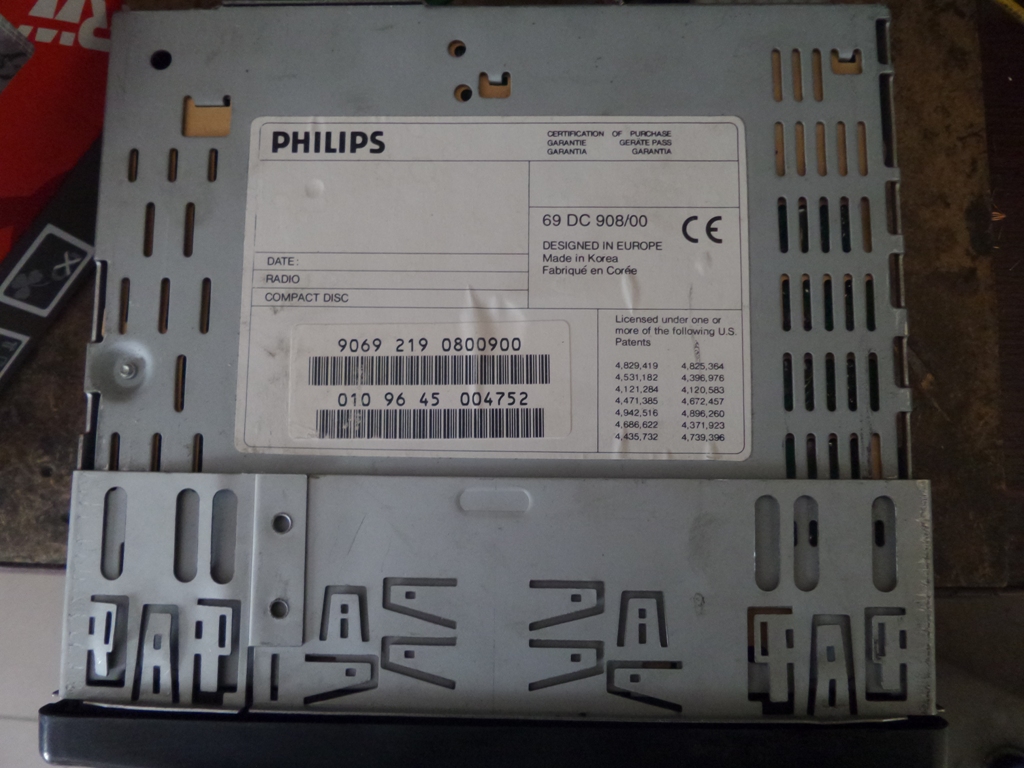 PHILIPS
CERTIFICATION OF PURCHASE
GARANTIE GERÄTE PASS
GARANTIA GARANTIA
69 DC 908/00
CE
DESIGNED IN EUROPE
Made in Korea
Fabriqué en Corée
DATE:
RADIO
COMPACT DISC
9069 219 0800900
010 96 45 004752
Licensed under one or
more of the following U.S.
Patents
4,829,419 4,825,364
4,531,182 4,396,976
4,121,284 4,120,583
4,471,385 4,672,457
4,942,516 4,896,260
4,686,622 4,371,923
4,435,732 4,739,396